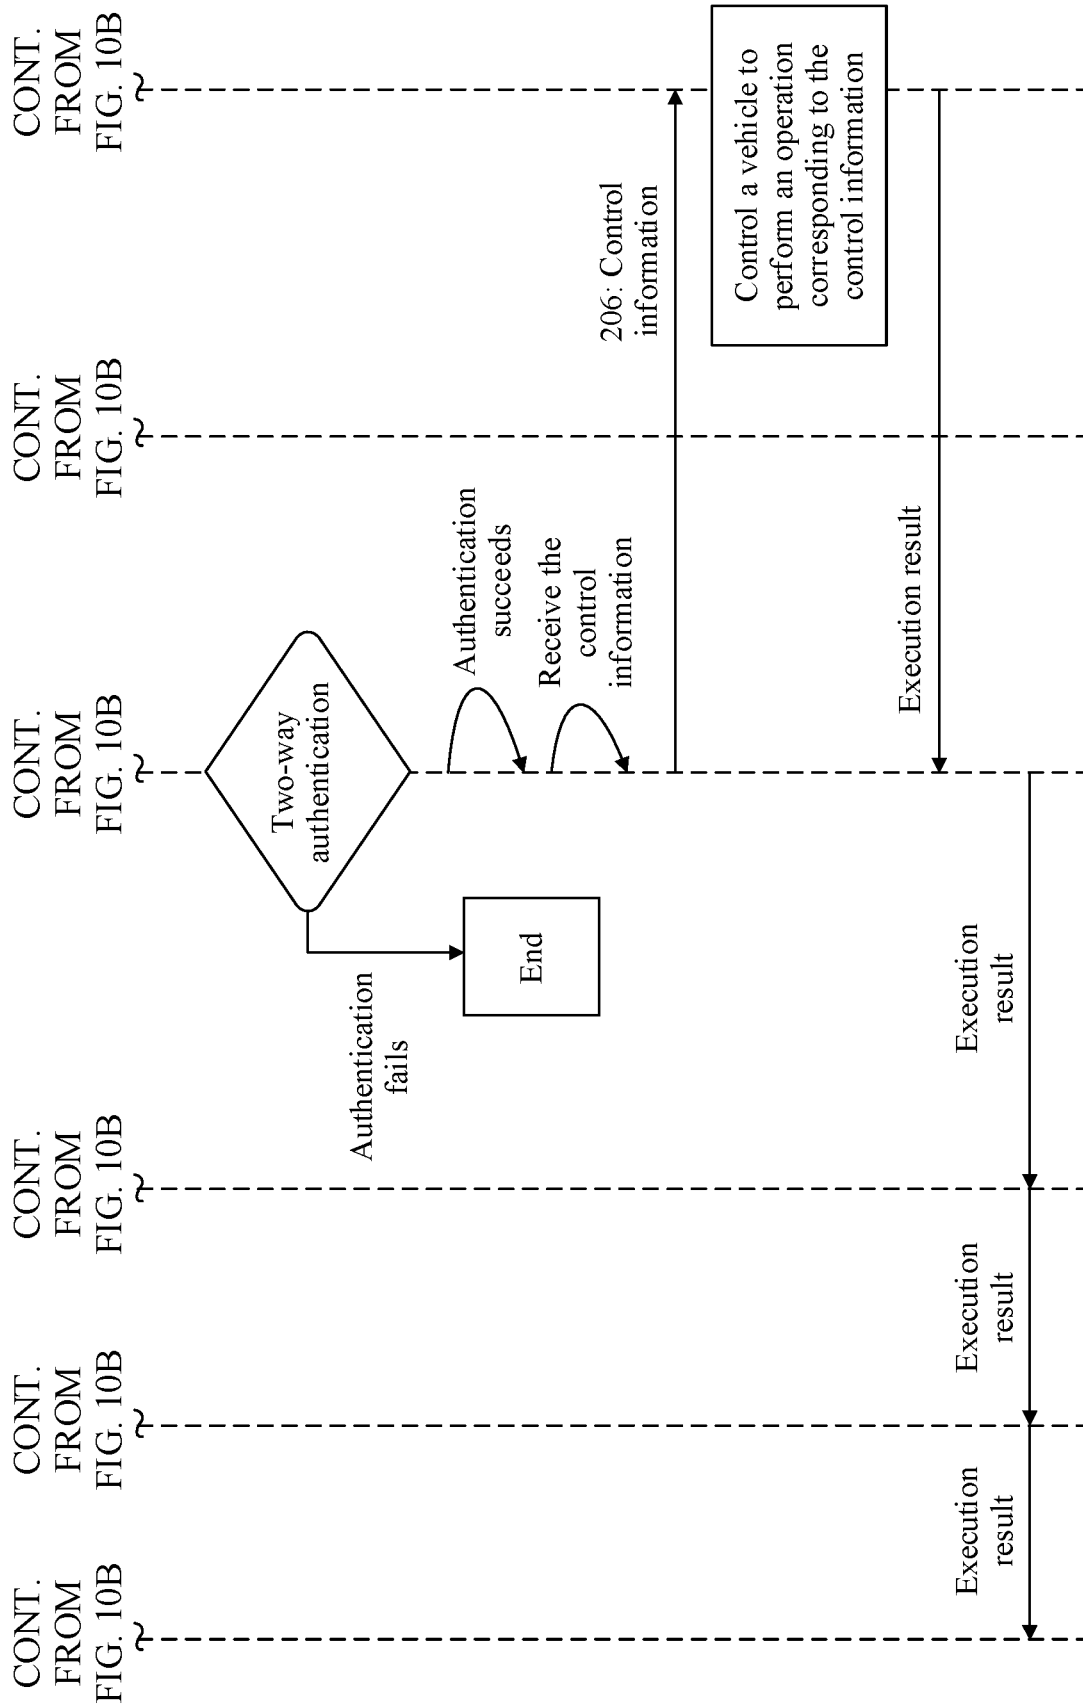 CONT.
FROM
FIG. 10B
CONT.
FROM
FIG. 10B
CONT.
FROM
FIG. 10B
CONT.
FROM
FIG. 10B
CONT.
FROM
FIG. 10B
CONT.
FROM
FIG. 10B
Two-way
authentication
Authentication
fails
End
Authentication
succeeds
Receive the
control
information
206: Control
information
Control a vehicle to
perform an operation
corresponding to the
control information
Execution result
Execution
result
Execution
result
Execution
result